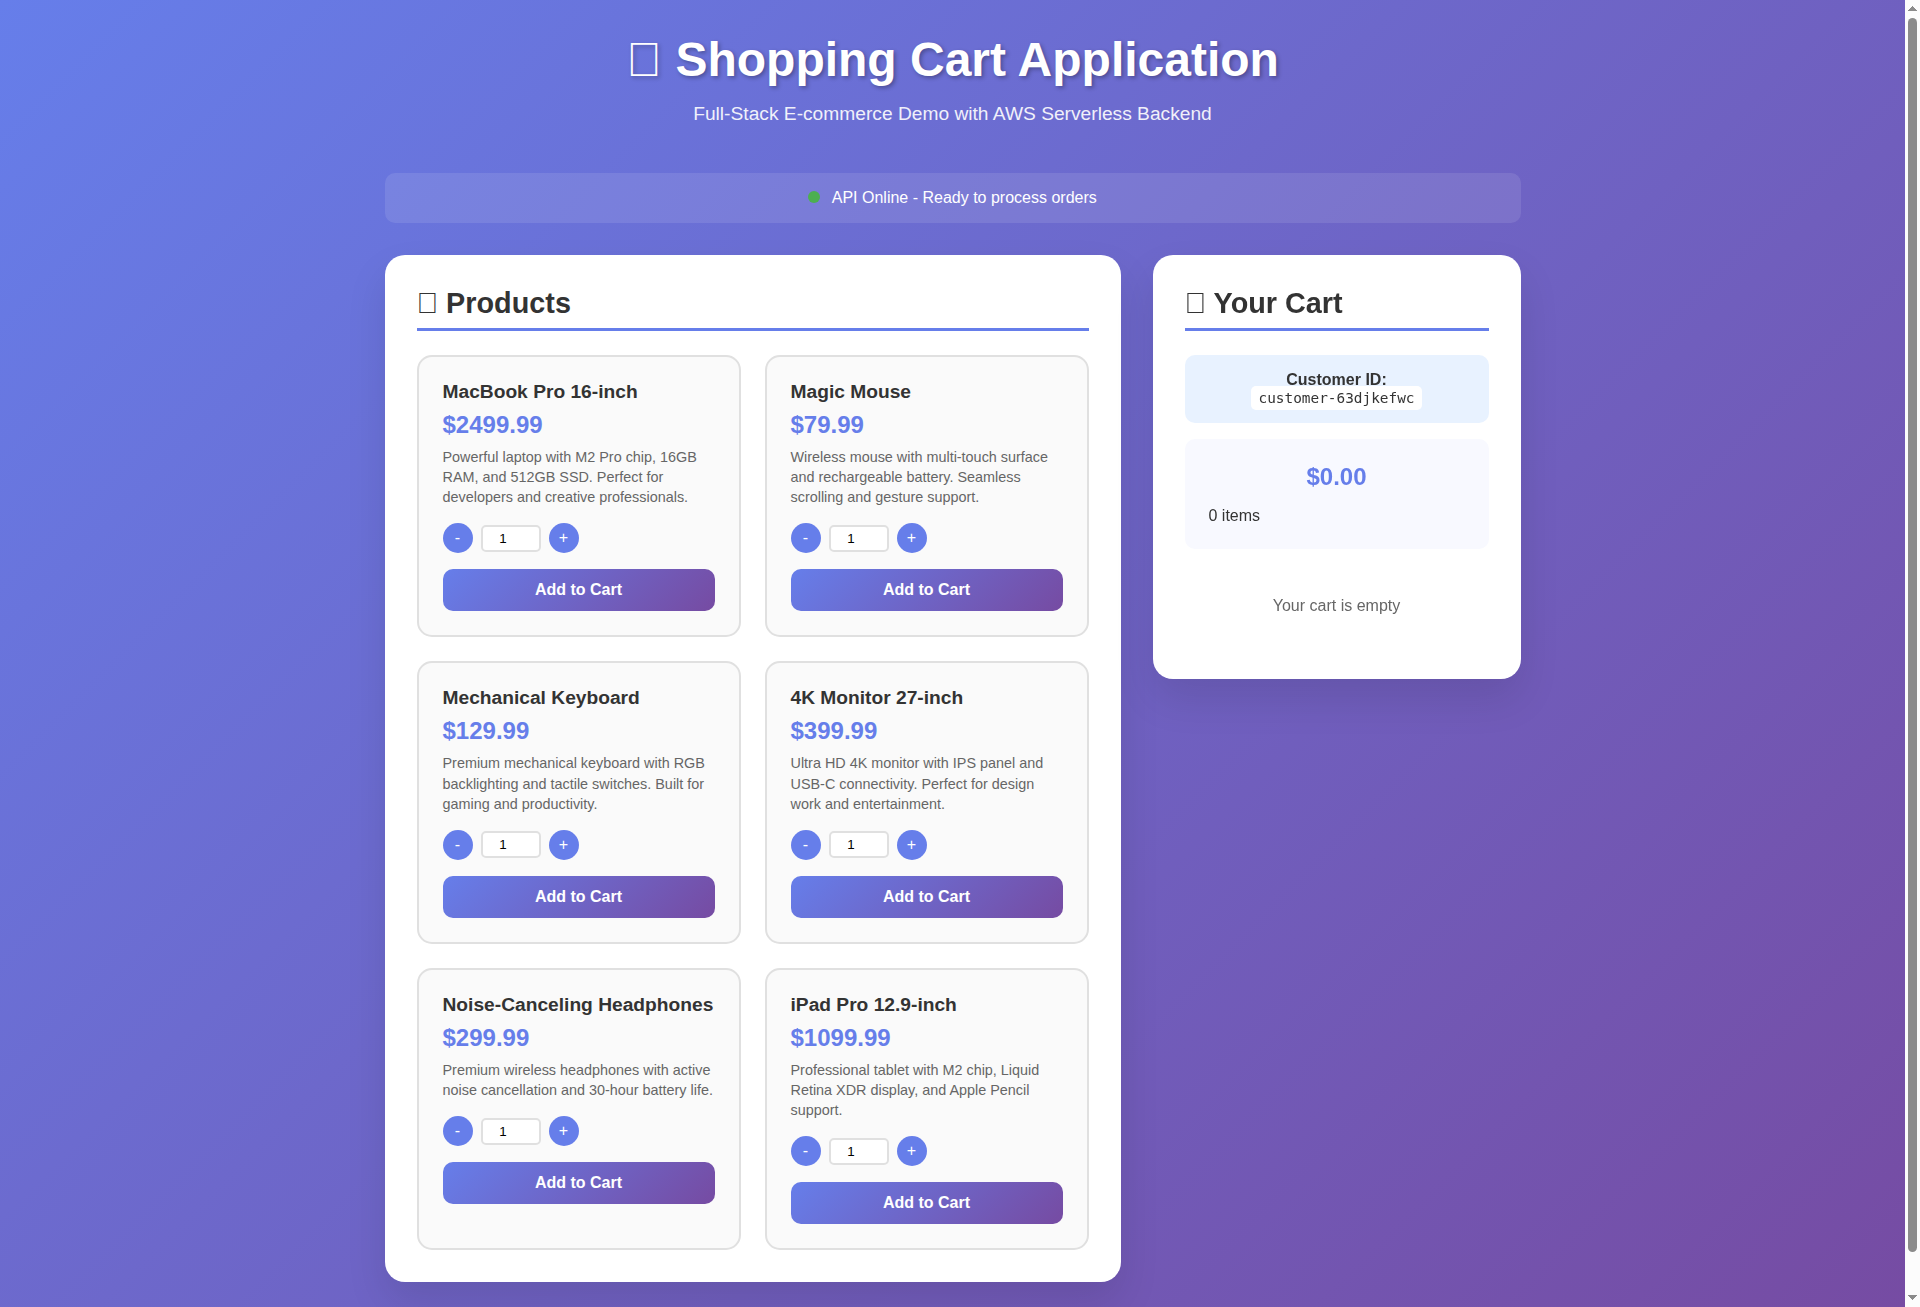 Shopping Cart Application
Full-Stack E-commerce Demo with AWS Serverless Backend
API Online - Ready to process orders
Products
MacBook Pro 16-inch
$2499.99
Powerful laptop with M2 Pro chip, 16GB
RAM, and 512GB SSD. Perfect for
developers and creative professionals.
- 1 +
Add to Cart
Magic Mouse
$79.99
Wireless mouse with multi-touch surface
and rechargeable battery. Seamless
scrolling and gesture support.
- 1 +
Add to Cart
Mechanical Keyboard
$129.99
Premium mechanical keyboard with RGB
backlighting and tactile switches. Built for
gaming and productivity.
- 1 +
Add to Cart
4K Monitor 27-inch
$399.99
Ultra HD 4K monitor with IPS panel and
USB-C connectivity. Perfect for design
work and entertainment.
- 1 +
Add to Cart
Noise-Canceling Headphones
$299.99
Premium wireless headphones with active
noise cancellation and 30-hour battery life.
- 1 +
Add to Cart
iPad Pro 12.9-inch
$1099.99
Professional tablet with M2 chip, Liquid
Retina XDR display, and Apple Pencil
support.
- 1 +
Add to Cart
Your Cart
Customer ID:
customer-63djkefwc
$0.00
0 items
Your cart is empty